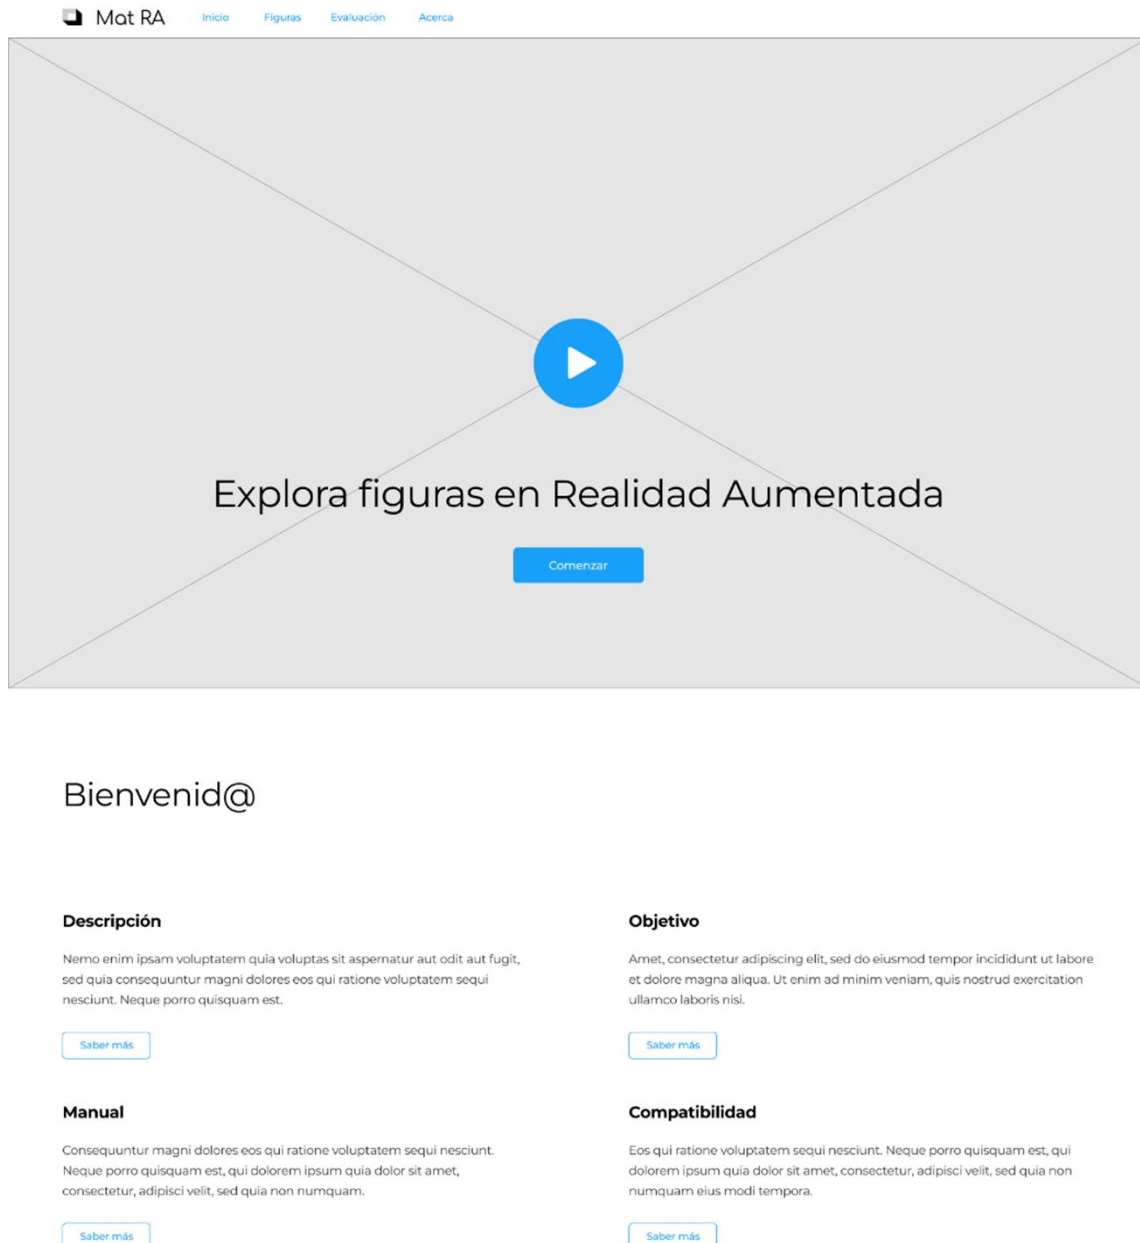 Mat RA Inicio Figuras Evaluación Acerca
Explora figuras en Realidad Aumentada
Comenzar
Bienvenid@
Descripción
Nemo enim ipsam voluptatem quia voluptas sit aspernatur aut odit aut fugit,
sed quia consequuntur magni dolores eos qui ratione voluptatem sequi
nesciunt. Neque porro quisquam est.
Saber más
Objetivo
Amet, consectetur adipiscing elit, sed do eiusmod tempor incididunt ut labore
et dolore magna aliqua. Ut enim ad minim veniam, quis nostrud exercitation
ullamco laboris nisi.
Saber más
Manual
Consequuntur magni dolores eos qui ratione voluptatem sequi nesciunt.
Neque porro quisquam est, qui dolorem ipsum quia dolor sit amet,
consectetur, adipisci velit, sed quia non numquam.
Saber más
Compatibilidad
Eos qui ratione voluptatem sequi nesciunt. Neque porro quisquam est, qui
dolorem ipsum quia dolor sit amet, consectetur, adipisci velit, sed quia non
numquam eius modi tempora.
Saber más